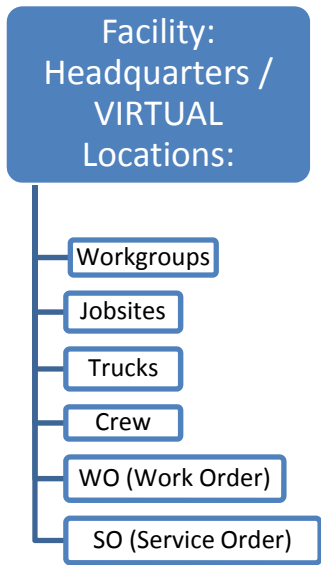 Facility:
Headquarters /
VIRTUAL
Locations:
Workgroups
Jobsites
Trucks
Crew
WO (Work Order)
SO (Service Order)